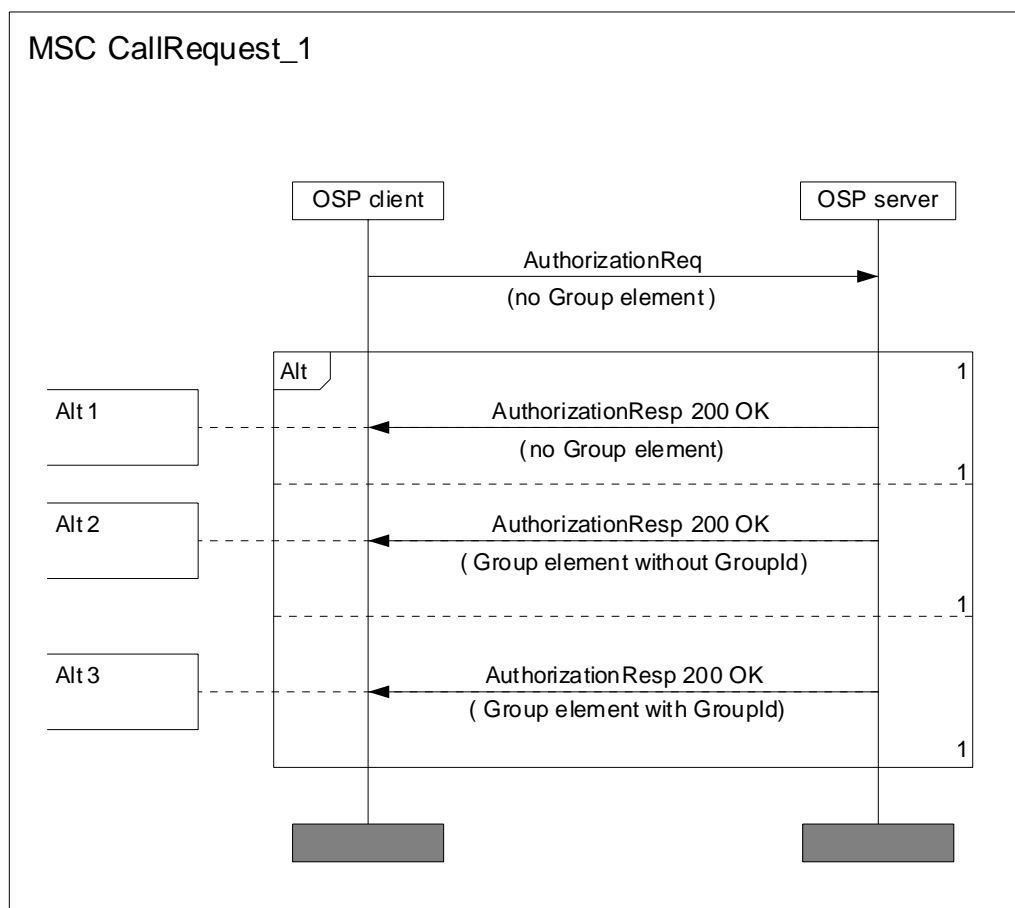 MSC CallRequest_1
OSP client
OSP server
AuthorizationReq
(no Group element)
Alt
1
Alt 1
AuthorizationResp 200 OK
(no Group element)
1
Alt 2
AuthorizationResp 200 OK
( Group element without GroupId)
1
Alt 3
AuthorizationResp 200 OK
( Group element with GroupId)
1